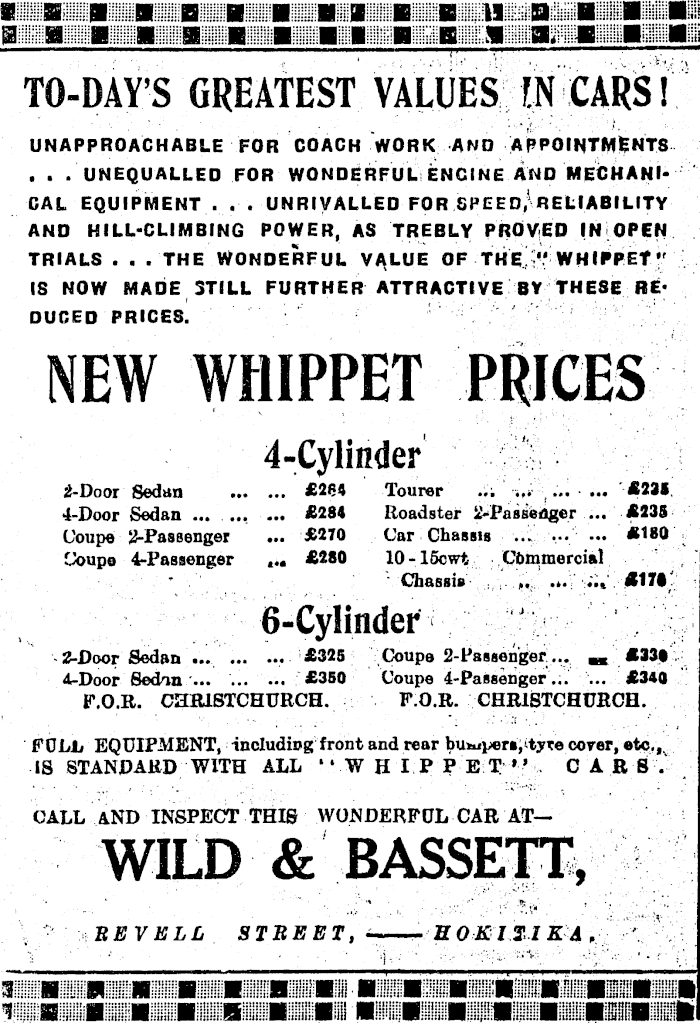 TO-DAY'S GREATEST VALUES IN CARS!
UNAPPROACHABLE FOR COACH WORK AND APPOINTMENTS
. . . UNEQUALLED FOR WONDERFUL ENGINE AND MECHANI-
CAL EQUIPMENT . . . UNRIVALLED FOR SPEED, RELIABILITY
AND HILL-CLIMBING POWER, AS TREBLY PROVED IN OPEN
TRIALS . . . THE WONDERFUL VALUE OF THE "WHIPPET"
IS NOW MADE STILL FURTHER ATTRACTIVE BY THESE RE-
DUCED PRICES.
NEW WHIPPET PRICES
4-Cylinder
2-Door Sedan ... ... £264
4-Door Sedan ... ... ... £284
Coupe 2-Passenger ... £270
Coupe 4-Passenger ... £280
Tourer ... ... ... ... £235
Roadster 2-Passenger ... £235
Car Chassis ... ... ... £180
10-15cwt. Commercial
Chassis .. ... ... £170
6-Cylinder
2-Door Sedan ... ... ... £325
4-Door Sedan ... ... ... £350
F.O.R. CHRISTCHURCH.
Coupe 2-Passenger ... £330
Coupe 4-Passenger ... ... £340
F.O.R. CHRISTCHURCH.
FULL EQUIPMENT, including front and rear bumpers, tyre cover, etc.,
IS STANDARD WITH ALL "WHIPPET" CARS.
CALL AND INSPECT THIS WONDERFUL CAR AT—
WILD & BASSETT,
REVELL STREET, —— HOKITIKA.